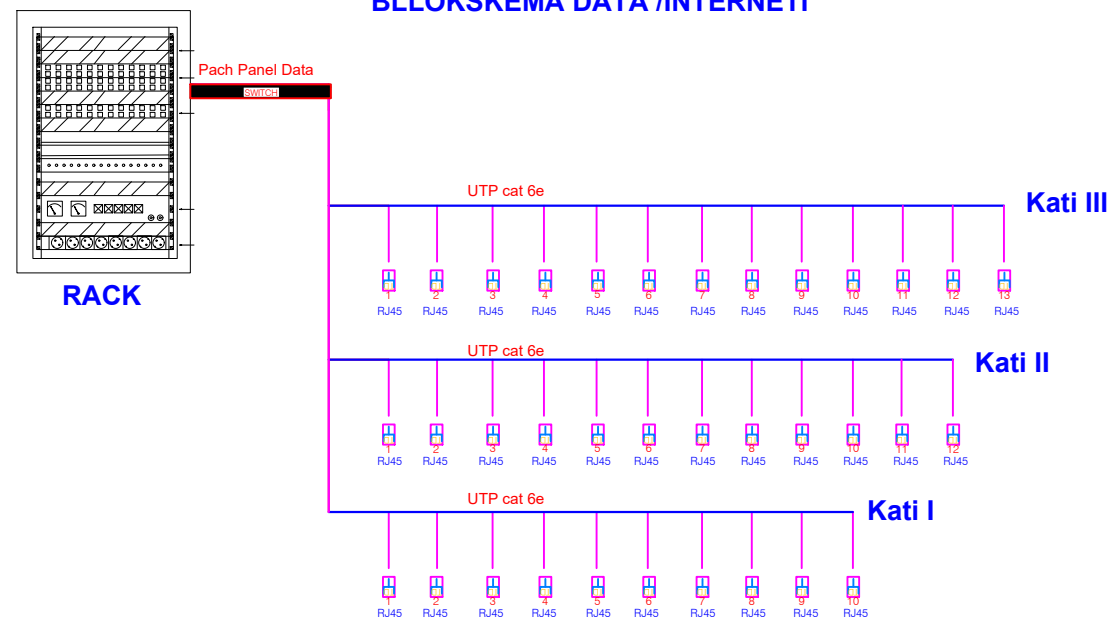 BLLOKSKEMA DATA /INTERNETI
Pach Panel Data
SWITCH
RACK
UTP cat 6e
Kati III
1 2 3 4 5 6 7 8 9 10 11 12 13
RJ45 RJ45 RJ45 RJ45 RJ45 RJ45 RJ45 RJ45 RJ45 RJ45 RJ45 RJ45 RJ45
UTP cat 6e
Kati II
1 2 3 4 5 6 7 8 9 10 11 12
RJ45 RJ45 RJ45 RJ45 RJ45 RJ45 RJ45 RJ45 RJ45 RJ45 RJ45 RJ45
UTP cat 6e
Kati I
1 2 3 4 5 6 7 8 9 10
RJ45 RJ45 RJ45 RJ45 RJ45 RJ45 RJ45 RJ45 RJ45 RJ45